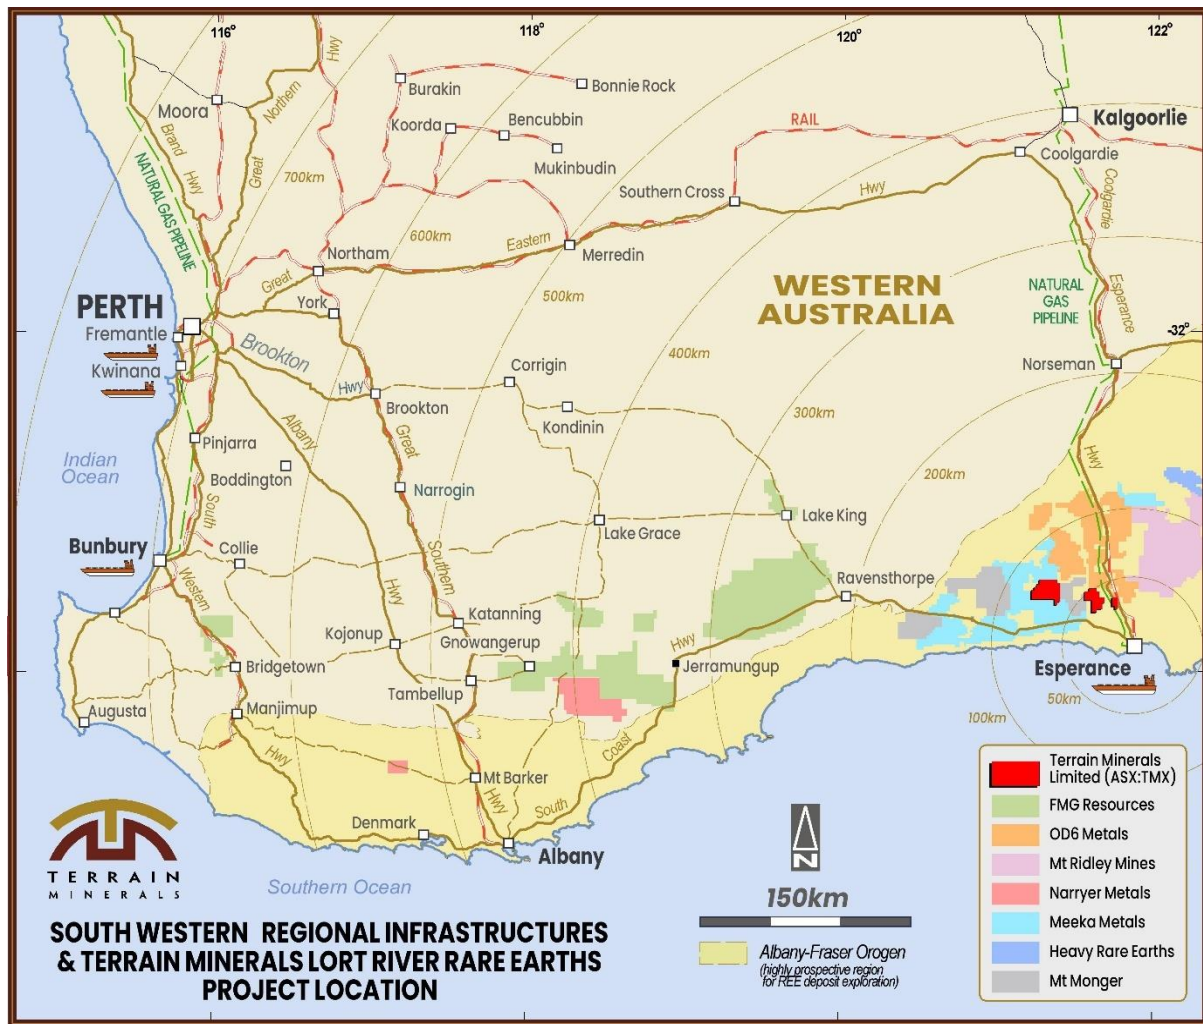 116°
118°
120°
122°
Hwy
Burakin
Bonnie Rock
Moora
Northern
Koorda
Bencubbin
Mukinbudin
RAIL
Kalgoorlie
Coolgardie
Brand
Hwy
Great
NATURAL GAS PIPELINE
700km
Southern Cross
Hwy
Coolgardie
600km
Eastern
Merredin
Northam
Great
500km
WESTERN
AUSTRALIA
NATURAL
GAS
PIPELINE
Esperance
PERTH
York
Fremantle
-32°
Kwinana
Brookton
Hwy
400km
Corrigin
Norseman
Brookton
Kondinin
300km
Albany
Great
Pinjarra
Hwy
Indian
Ocean
Boddington
South
Narrogin
200km
Lake King
Lake Grace
Bunbury
Collie
Southern
Western
Hwy
Ravensthorpe
Katanning
Kojonup
Gnowangerup
Hwy
Jerramungup
Esperance
Bridgetown
Tambellup
50km
100km
Augusta
Manjimup
Hwy
Coast
Mt Barker
Hwy
South
Denmark
Albany
Southern Ocean
TERRAIN
MINERALS
SOUTH WESTERN REGIONAL INFRASTRUCTURES
& TERRAIN MINERALS LORT RIVER RARE EARTHS
PROJECT LOCATION
N
150km
Albany-Fraser Orogen
(highly prospective region
for REE deposit exploration)
Terrain Minerals
Limited (ASX:TMX)
FMG Resources
OD6 Metals
Mt Ridley Mines
Narryer Metals
Meeka Metals
Heavy Rare Earths
Mt Monger